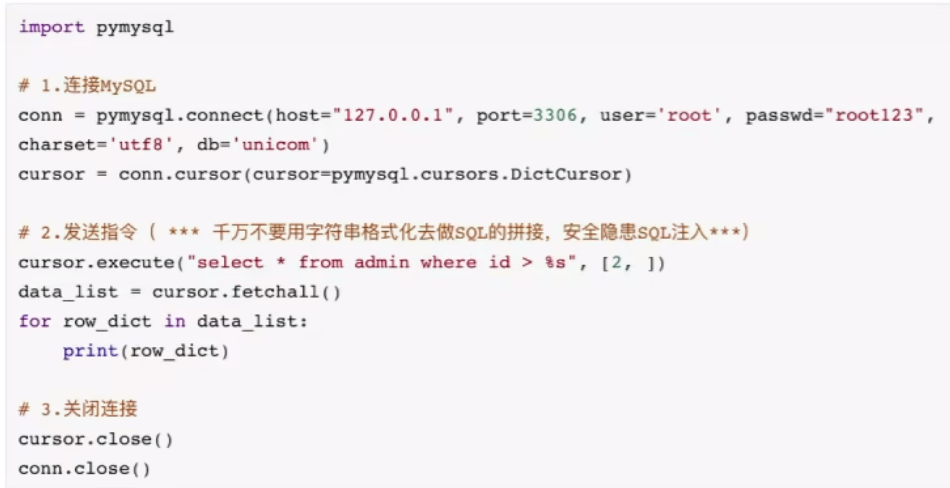 import pymysql
# 1.连接MySQL
conn = pymysql.connect(host="127.0.0.1", port=3306, user='root', passwd="root123",
charset='utf8', db='unicom')
cursor = conn.cursor(cursor=pymysql.cursors.DictCursor)
# 2.发送指令（ *** 千万不要用字符串格式化去做SQL的拼接，安全隐患SQL注入***）
cursor.execute("select * from admin where id > %s", [2, ])
data_list = cursor.fetchall()
for row_dict in data_list:
    print(row_dict)
# 3.关闭连接
cursor.close()
conn.close()